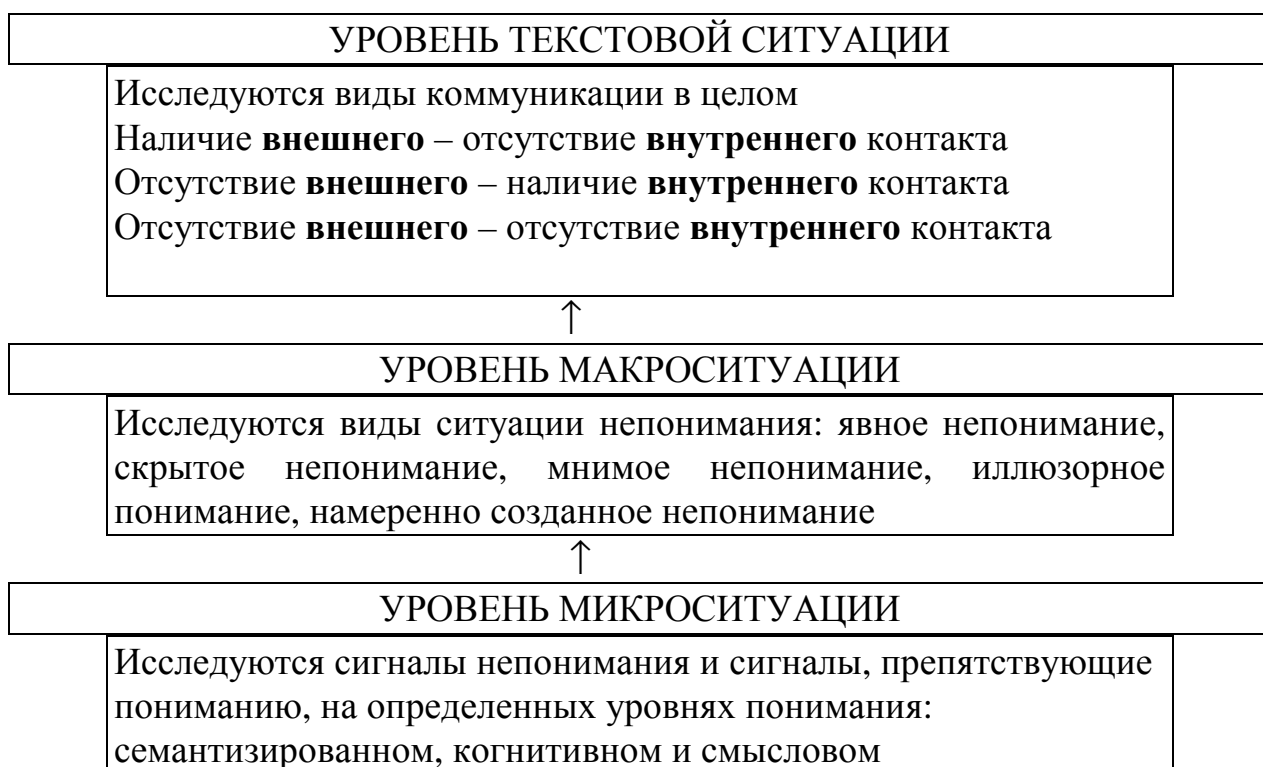 УРОВЕНЬ ТЕКСТОВОЙ СИТУАЦИИ
Исследуются виды коммуникации в целом
Наличие внешнего – отсутствие внутреннего контакта
Отсутствие внешнего – наличие внутреннего контакта
Отсутствие внешнего – отсутствие внутреннего контакта
↑
УРОВЕНЬ МАКРОСИТУАЦИИ
Исследуются виды ситуации непонимания: явное непонимание,
скрытое непонимание, мнимое непонимание, иллюзорное
понимание, намеренно созданное непонимание
↑
УРОВЕНЬ МИКРОСИТУАЦИИ
Исследуются сигналы непонимания и сигналы, препятствующие
пониманию, на определенных уровнях понимания:
семантизированном, когнитивном и смысловом